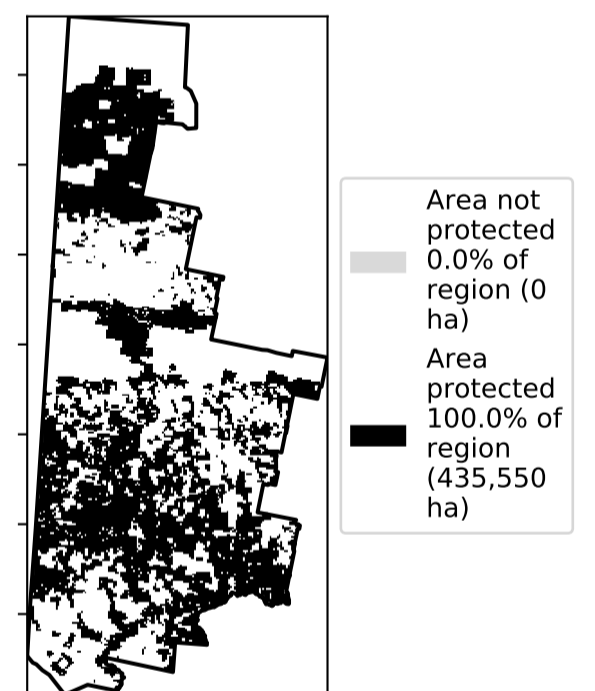 Area not
protected
0.0% of
region (0
ha)
Area
protected
100.0% of
region
(435,550
ha)